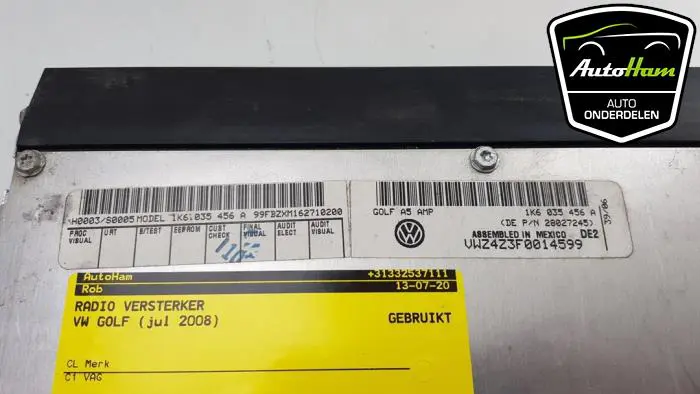 AutoHam
AUTO
ONDERDELEN
H0003/S0005 MODEL 1K6 035 456 A 99FBZXM162710200
PROC VISUAL
URT
B/TEST
EEPROM
CUST CHECK
FINAL VISUAL
AUDIT ELECT
AUDIT VISUAL
GOLF A5 AMP
1K6 035 456 A
(DE P/N 28027245)
ASSEMBLED IN MEXICO DE2
VWZ4Z3F0014599
39/06
AutoHam +31332537111
Rob 13-07-20
RADIO VERSTERKER
VW GOLF (jul 2008) GEBRUIKT
CL Merk
C1 VAG